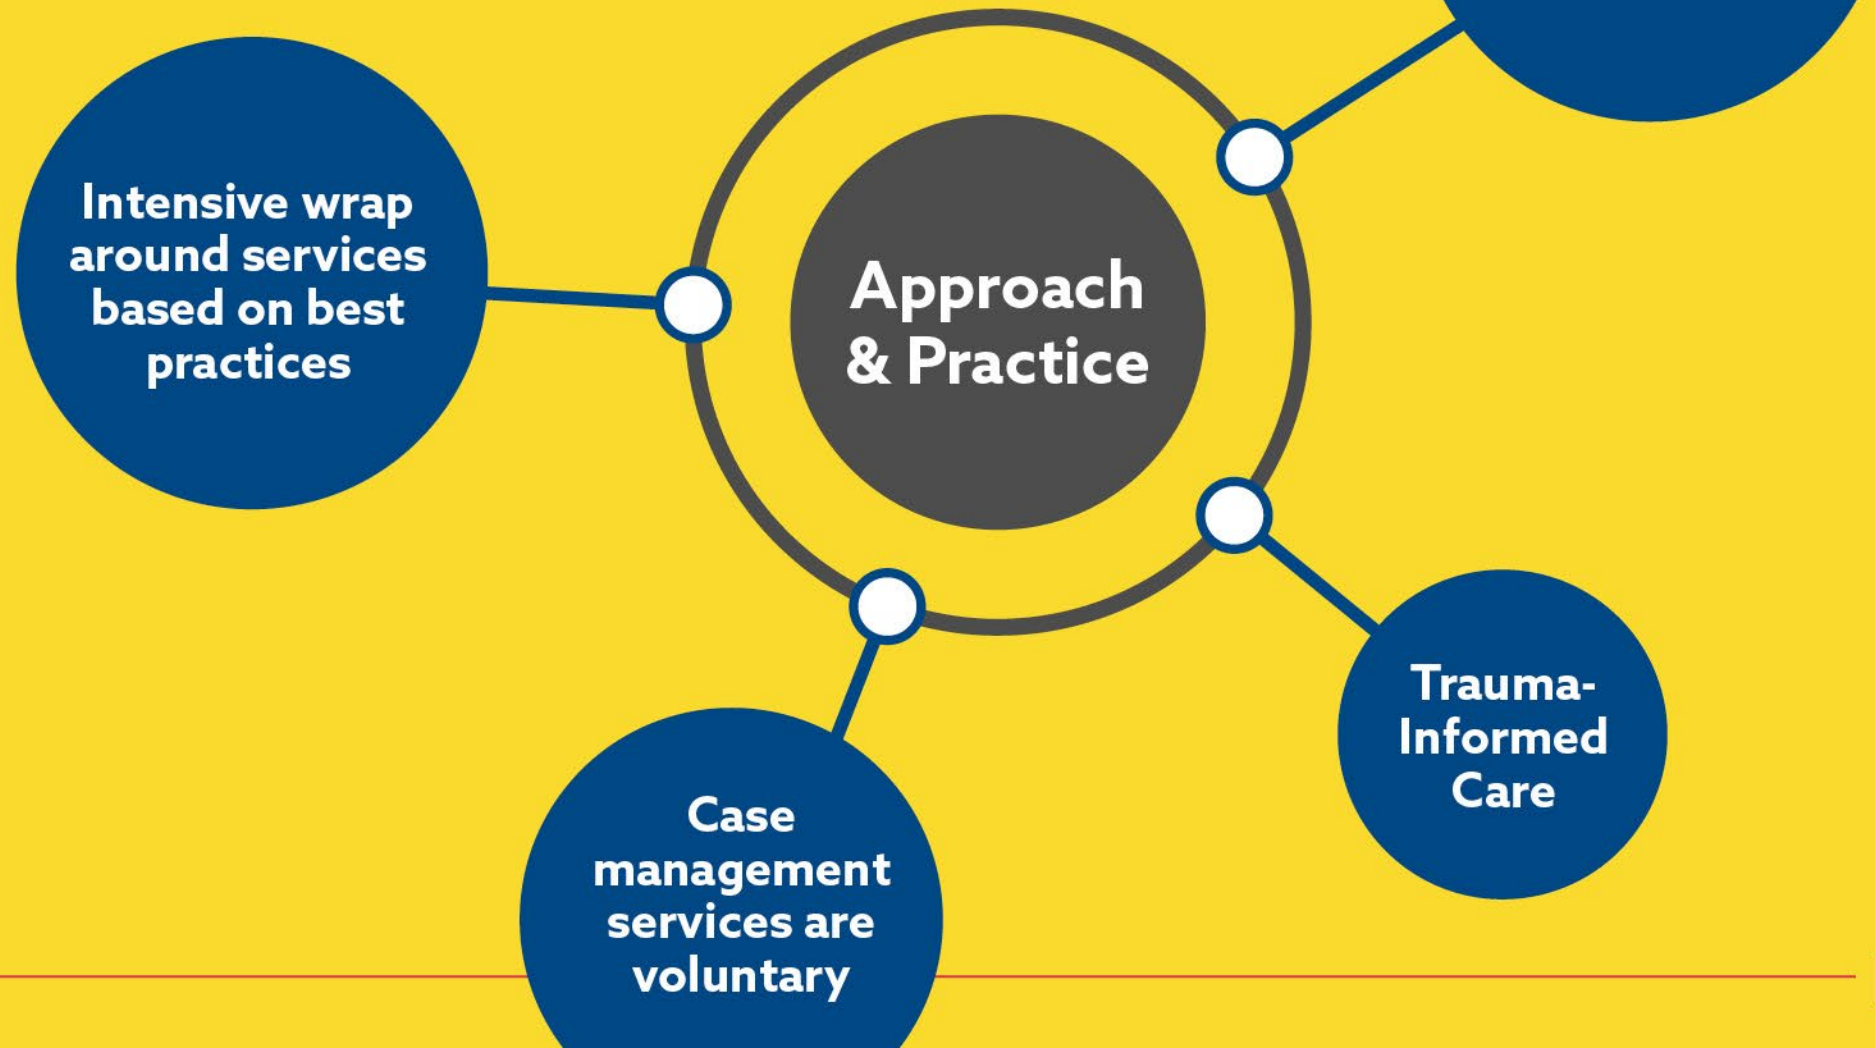 Intensive wrap
around services
based on best
practices
Approach
& Practice
Trauma-
Informed
Care
Case
management
services are
voluntary